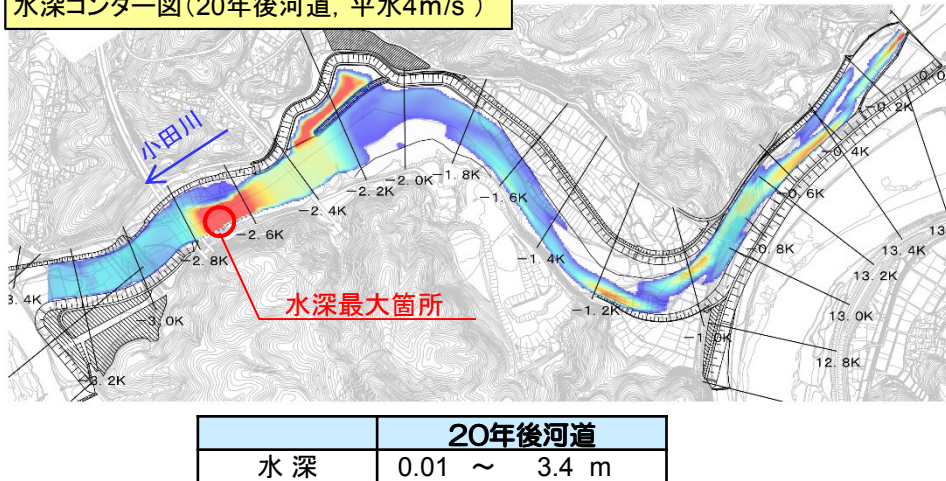 水深コンター図(20年後河道, 平水4m/s )
小田川
－0.2K
－0.4K
－0.6K
－0.8K
－1.0K
－1.2K
－1.4K
－1.6K
－1.8K
－2.0K
－2.2K
－2.4K
－2.6K
－2.8K
－3.0K
－3.2K
3.4K
13.4K
13.2K
13.0K
12.8K
水深最大箇所
20年後河道
水 深 0.01 ～ 3.4 m